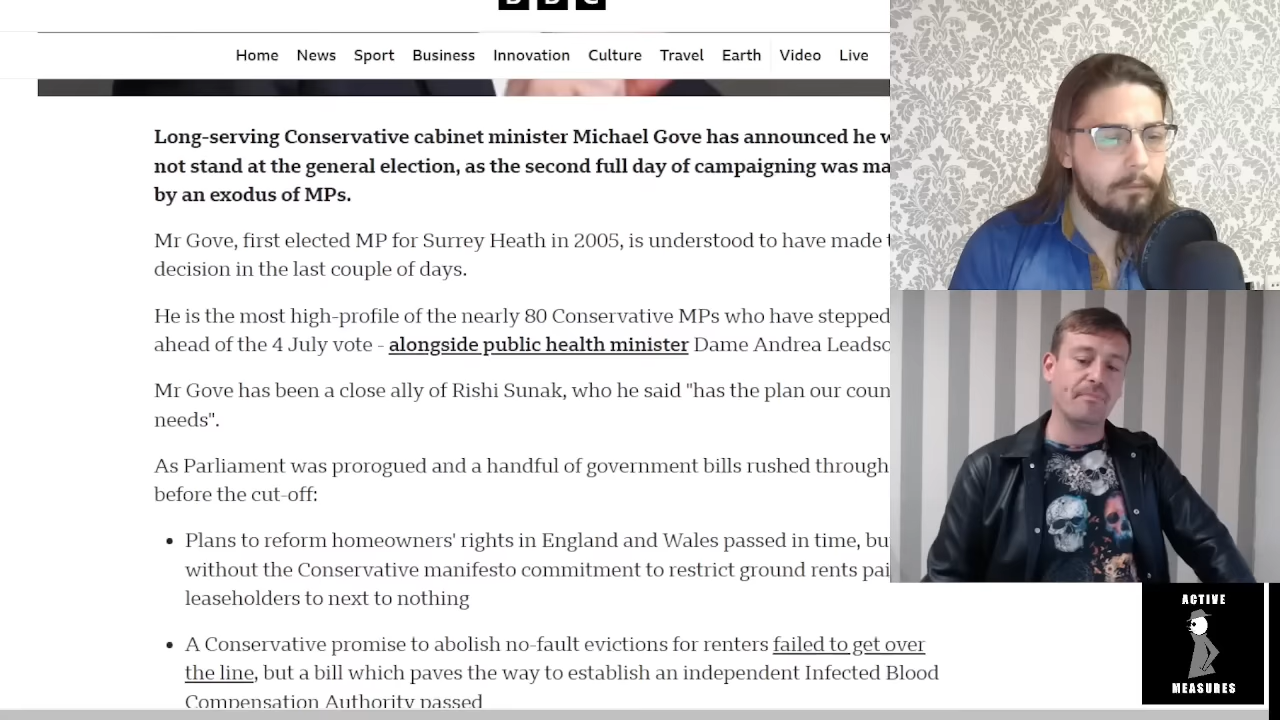 BBC
Home News Sport Business Innovation Culture Travel Earth Video Live
Long-serving Conservative cabinet minister Michael Gove has announced he
not stand at the general election, as the second full day of campaigning was
by an exodus of MPs.
Mr Gove, first elected MP for Surrey Heath in 2005, is understood to have made
decision in the last couple of days.
He is the most high-profile of the nearly 80 Conservative MPs who have stepped
ahead of the 4 July vote - alongside public health minister Dame Andrea
Mr Gove has been a close ally of Rishi Sunak, who he said "has the plan our
needs".
As Parliament was prorogued and a handful of government bills rushed through
before the cut-off:
• Plans to reform homeowners' rights in England and Wales passed in time,
without the Conservative manifesto commitment to restrict ground rents
leaseholders to next to nothing
• A Conservative promise to abolish no-fault evictions for renters failed to get over
the line, but a bill which paves the way to establish an independent Infected Blood
Compensation Authority passed
ACTIVE
MEASURES